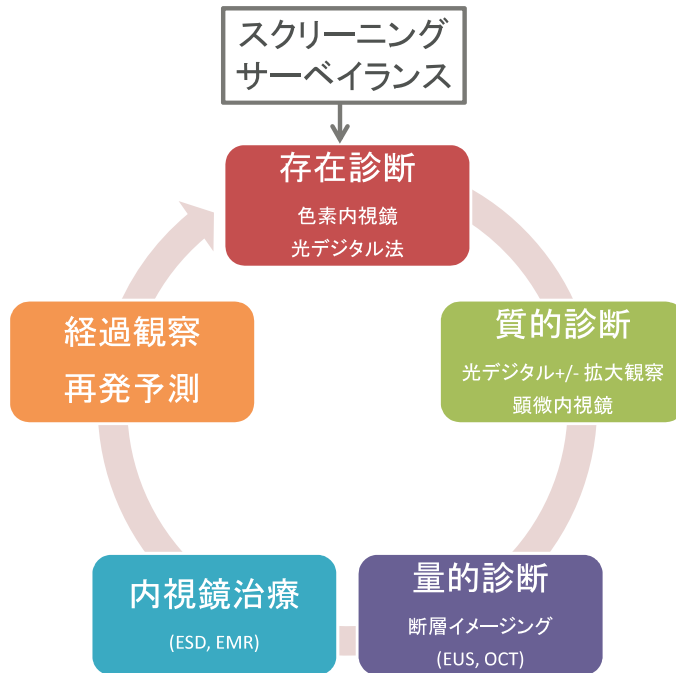 スクリーニング
サーベイランス
存在診断
色素内視鏡
光デジタル法
質的診断
光デジタル+/- 拡大観察
顕微内視鏡
量的診断
断層イメージング
(EUS, OCT)
内視鏡治療
(ESD, EMR)
経過観察
再発予測